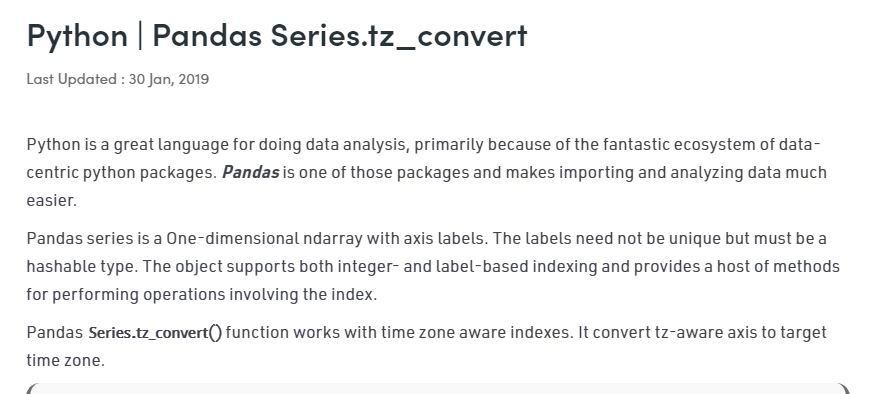 Python | Pandas Series.tz_convert
Last Updated : 30 Jan, 2019
Python is a great language for doing data analysis, primarily because of the fantastic ecosystem of data-
centric python packages. Pandas is one of those packages and makes importing and analyzing data much
easier.
Pandas series is a One-dimensional ndarray with axis labels. The labels need not be unique but must be a
hashable type. The object supports both integer- and label-based indexing and provides a host of methods
for performing operations involving the index.
Pandas Series.tz_convert() function works with time zone aware indexes. It convert tz-aware axis to target
time zone.